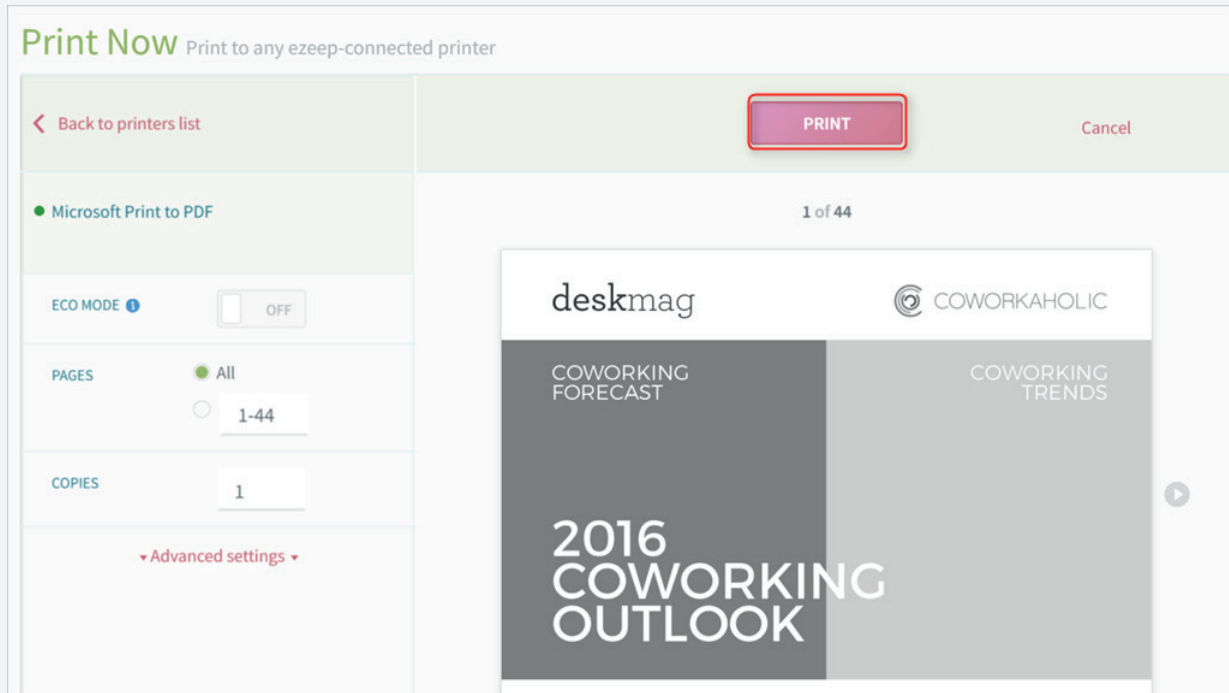 Print Now Print to any ezeep-connected printer
Back to printers list
PRINT
Cancel
Microsoft Print to PDF
1 of 44
ECO MODE
OFF
PAGES
All
1-44
COPIES
1
Advanced settings
deskmag
COWORKAHOLIC
COWORKING
FORECAST
COWORKING
TRENDS
2016
COWORKING
OUTLOOK